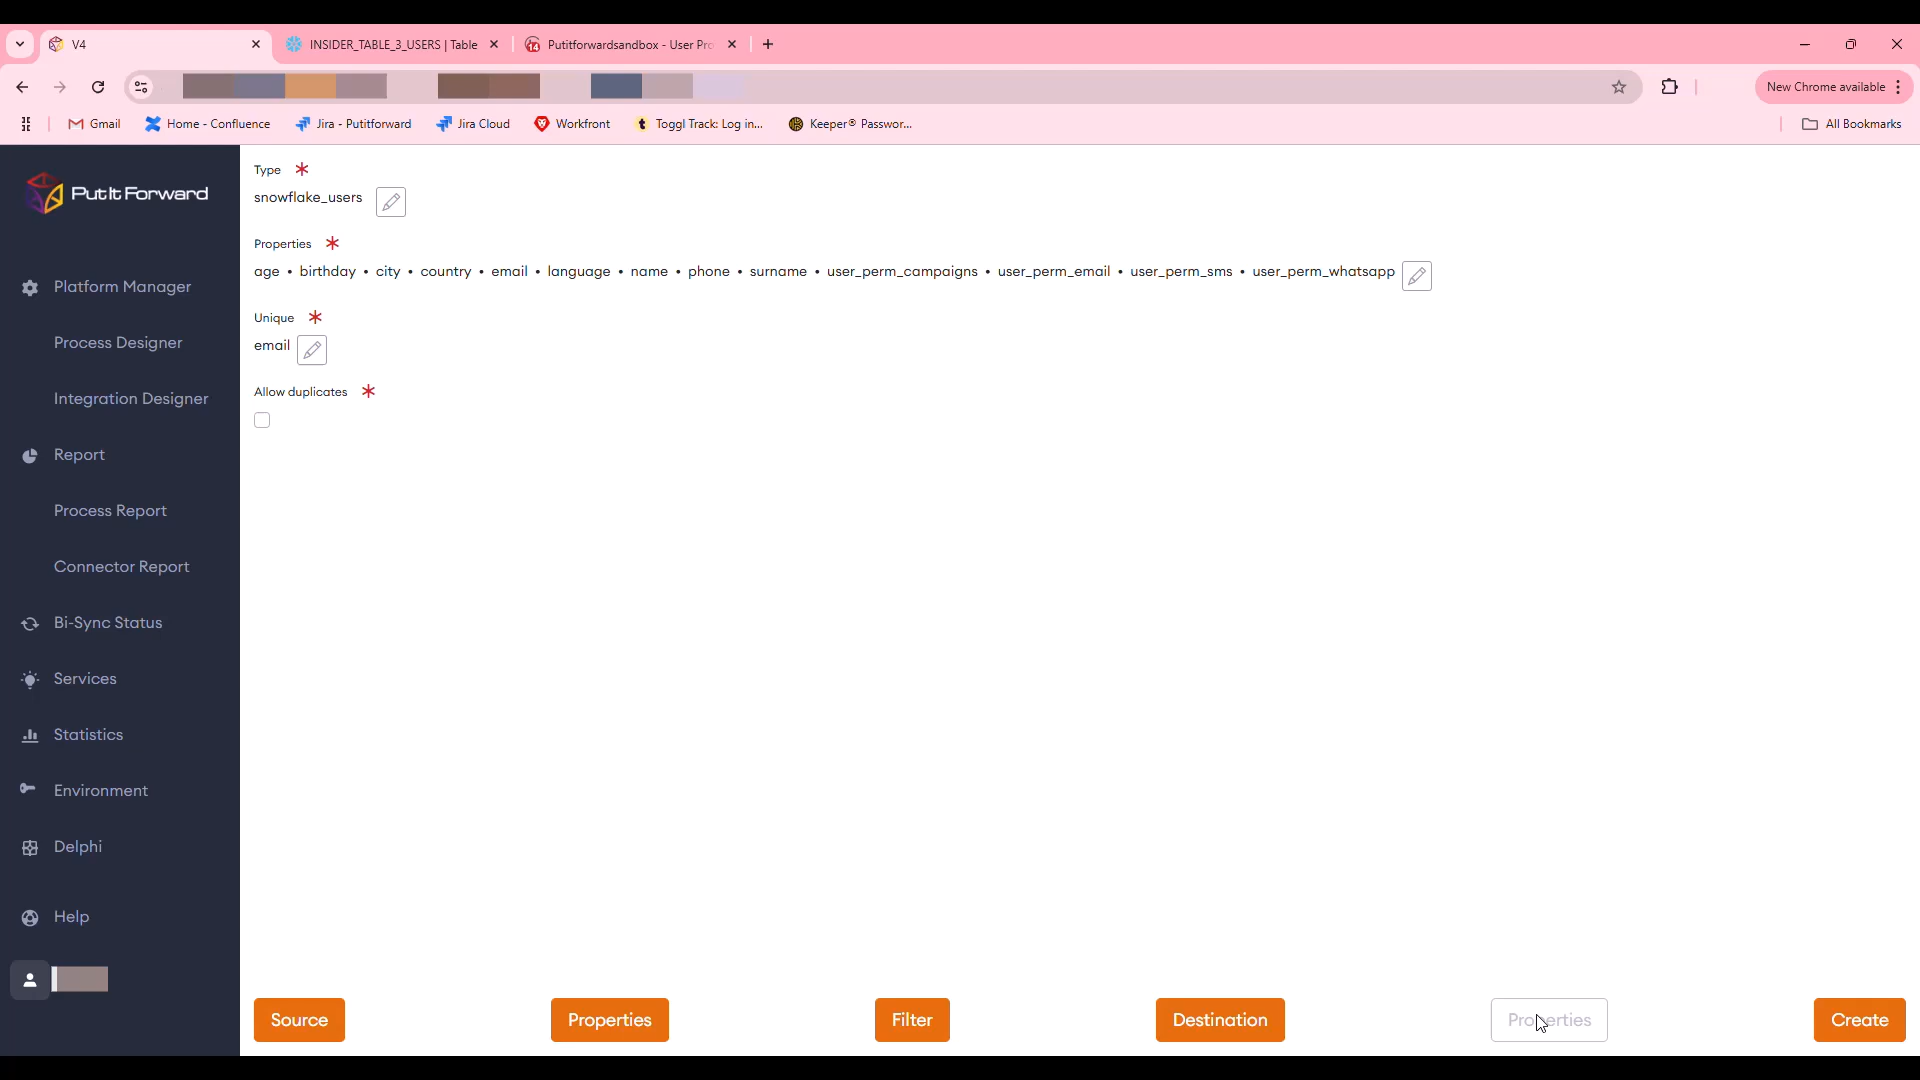 V4
INSIDER_TABLE_3_USERS | Table
14
Putitforwardsandbox - User Pro
New Chrome available
Gmail
Home - Confluence
Jira - Putitforward
Jira Cloud
Workfront
Toggl Track: Log in...
Keeper® Passwor...
All Bookmarks
PutItForward
Platform Manager
Process Designer
Integration Designer
Report
Process Report
Connector Report
Bi-Sync Status
Services
Statistics
Environment
Delphi
Help
Type *
snowflake_users
Properties *
age • birthday • city • country • email • language • name • phone • surname • user_perm_campaigns • user_perm_email • user_perm_sms • user_perm_whatsapp
Unique *
email
Allow duplicates *
Source
Properties
Filter
Destination
Properties
Create